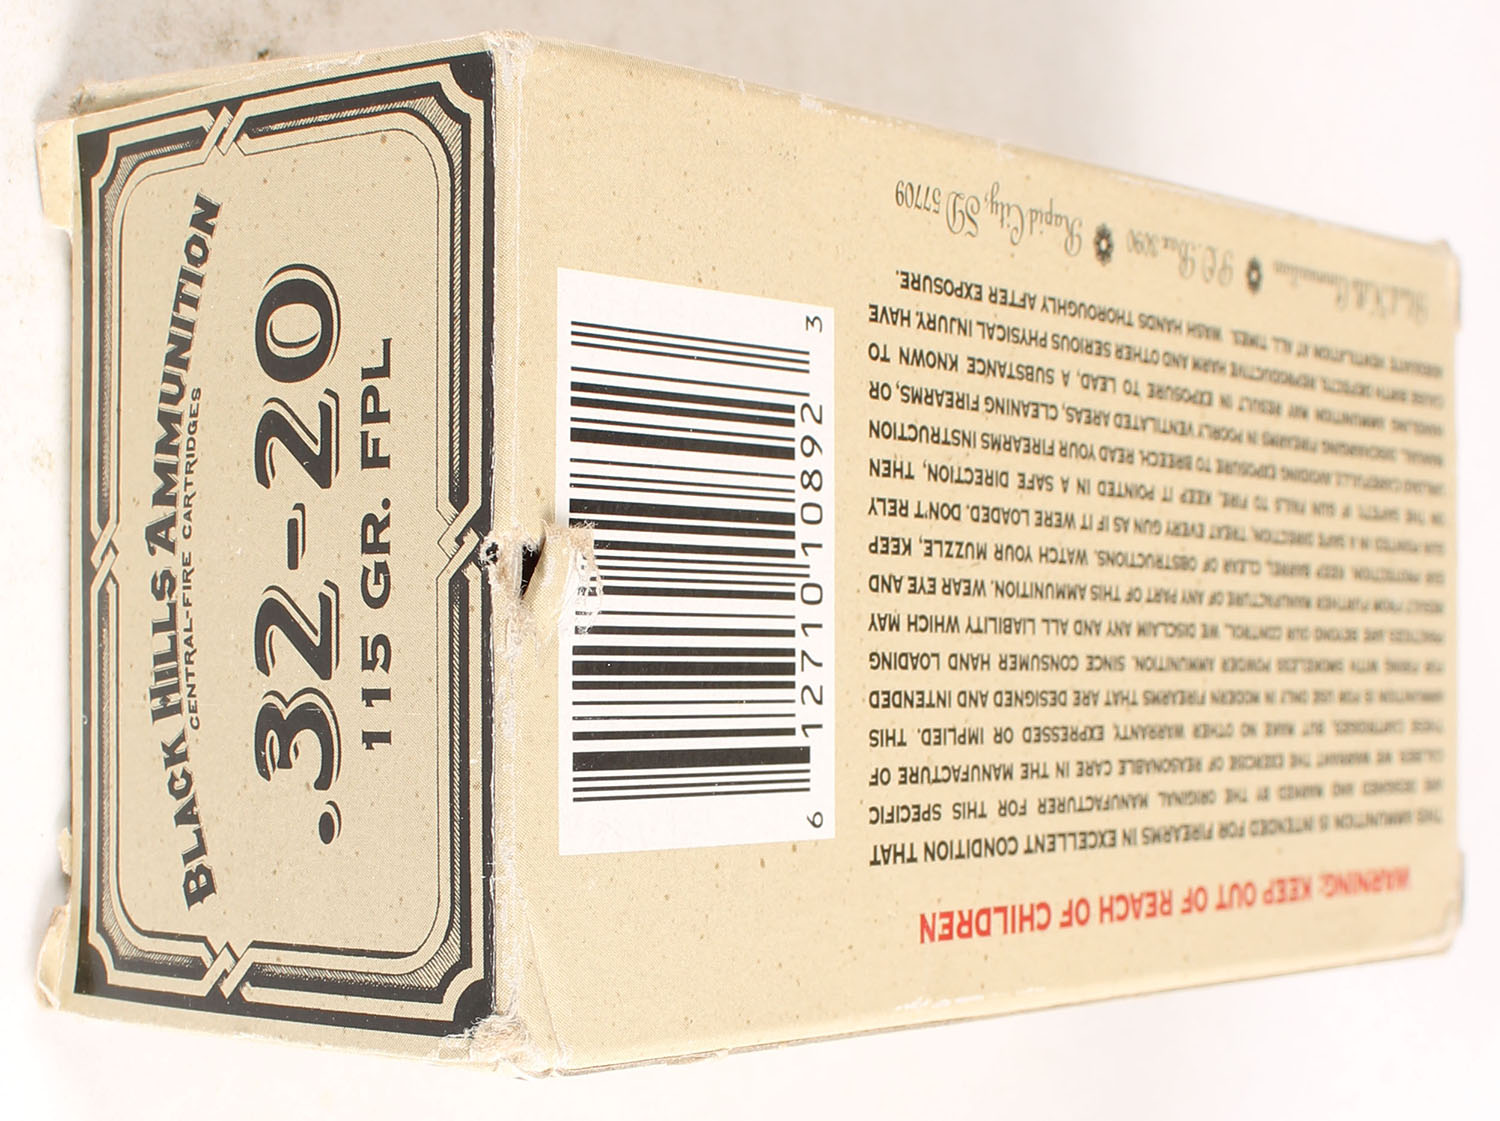 BLACK HILLS AMMUNITION
CENTRAL-FIRE CARTRIDGES
.32-20
115 GR. FPL
6 12710 10892 3
WARNING: KEEP OUT OF REACH OF CHILDREN
THIS AMMUNITION IS INTENDED FOR FIREARMS IN EXCELLENT CONDITION THAT
ARE DESIGNED AND MARKED BY THE ORIGINAL MANUFACTURER FOR THIS SPECIFIC
CALIBER. WE WARRANT THE EXERCISE OF REASONABLE CARE IN THE MANUFACTURE OF
THESE CARTRIDGES, BUT MAKE NO OTHER WARRANTY, EXPRESSED OR IMPLIED. THIS
AMMUNITION IS FOR USE ONLY IN MODERN FIREARMS THAT ARE DESIGNED AND INTENDED
FOR FIRING WITH SMOKELESS POWDER AMMUNITION. SINCE CONSUMER HAND LOADING
PRACTICES ARE BEYOND OUR CONTROL, WE DISCLAIM ANY AND ALL LIABILITY WHICH MAY
RESULT FROM FURTHER MANUFACTURE OF ANY PART OF THIS AMMUNITION. WEAR EYE AND
EAR PROTECTION. KEEP BARREL CLEAR OF OBSTRUCTIONS. WATCH YOUR MUZZLE, KEEP
GUN POINTED IN A SAFE DIRECTION. TREAT EVERY GUN AS IF IT WERE LOADED. DON'T RELY
ON THE SAFETY. IF GUN FAILS TO FIRE, KEEP IT POINTED IN A SAFE DIRECTION, THEN
UNLOAD CAREFULLY, AVOIDING EXPOSURE TO BREECH. READ YOUR FIREARMS INSTRUCTION
MANUAL. DISCHARGING FIREARMS IN POORLY VENTILATED AREAS, CLEANING FIREARMS, OR
HANDLING AMMUNITION MAY RESULT IN EXPOSURE TO LEAD, A SUBSTANCE KNOWN TO
CAUSE BIRTH DEFECTS, REPRODUCTIVE HARM AND OTHER SERIOUS PHYSICAL INJURY. HAVE
ADEQUATE VENTILATION AT ALL TIMES. WASH HANDS THOROUGHLY AFTER EXPOSURE.
Black Hills Ammunition P.O. Box 3090 Rapid City, SD 57709